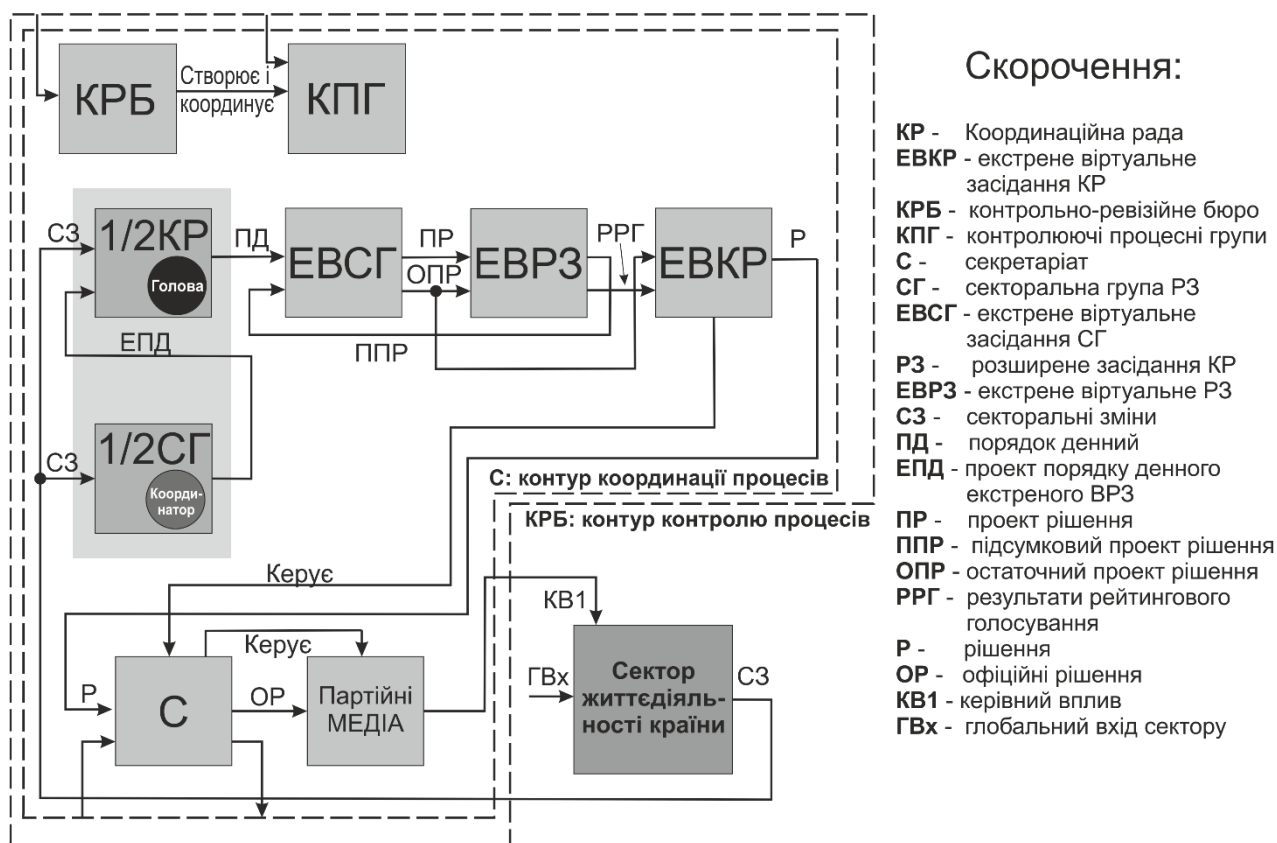 КРБ
Створює і
координує
КПГ
СЗ
1/2КР
Голова
ПД
ЕВСГ
ПР
ОПР
ЕВРЗ
РРГ
ЕВКР
Р
ЕПД
ППР
СЗ
1/2СГ
Коорди-
натор
С: контур координації процесів
КРБ: контур контролю процесів
Керує
КВ1
Керує
Р
С
ОР
Партійні
МЕДІА
ГВх
Сектор
життєдіяль-
ності країни
СЗ
Скорочення:
КР - Координаційна рада
ЕВКР - екстрене віртуальне
засідання КР
КРБ - контрольно-ревізійне бюро
КПГ - контролюючі процесні групи
С - секретаріат
СГ - секторальна група РЗ
ЕВСГ - екстрене віртуальне
засідання СГ
РЗ - розширене засідання КР
ЕВРЗ - екстрене віртуальне РЗ
СЗ - секторальні зміни
ПД - порядок денний
ЕПД - проект порядку денного
екстреного ВРЗ
ПР - проект рішення
ППР - підсумковий проект рішення
ОПР - остаточний проект рішення
РРГ - результати рейтингового
голосування
Р - рішення
ОР - офіційні рішення
КВ1 - керівний вплив
ГВх - глобальний вхід сектору